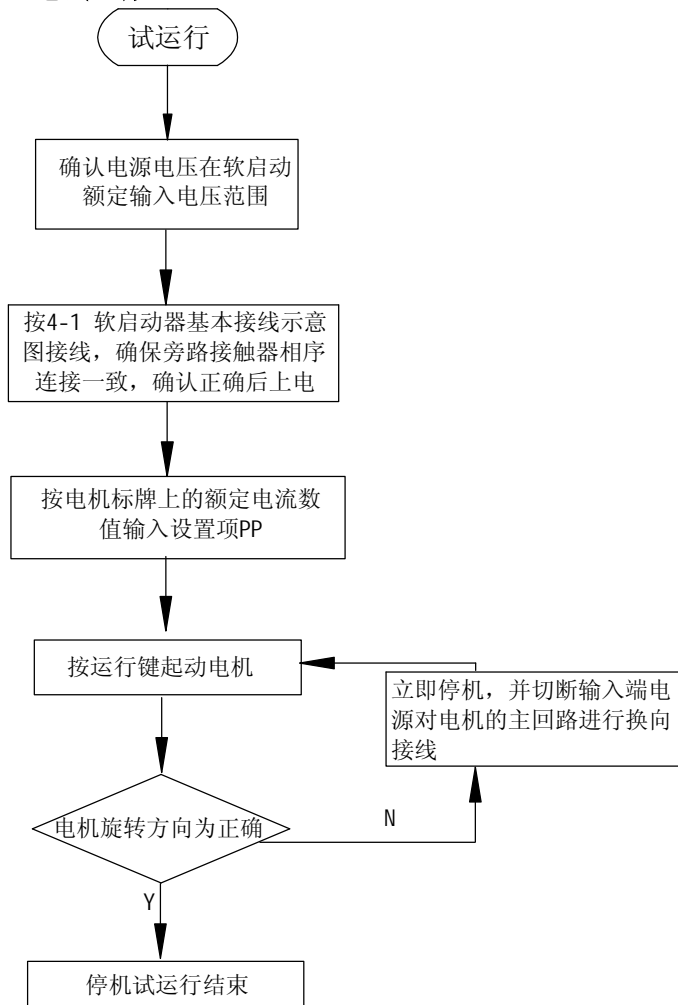 试运行
确认电源电压在软启动
额定输入电压范围
按4-1 软启动器基本接线示意
图接线，确保旁路接触器相序
连接一致，确认正确后上电
按电机标牌上的额定电流数
值输入设置项PP
按运行键起动电机
立即停机，并切断输入端电
源对电机的主回路进行换向
接线
电机旋转方向为正确
N
Y
停机试运行结束